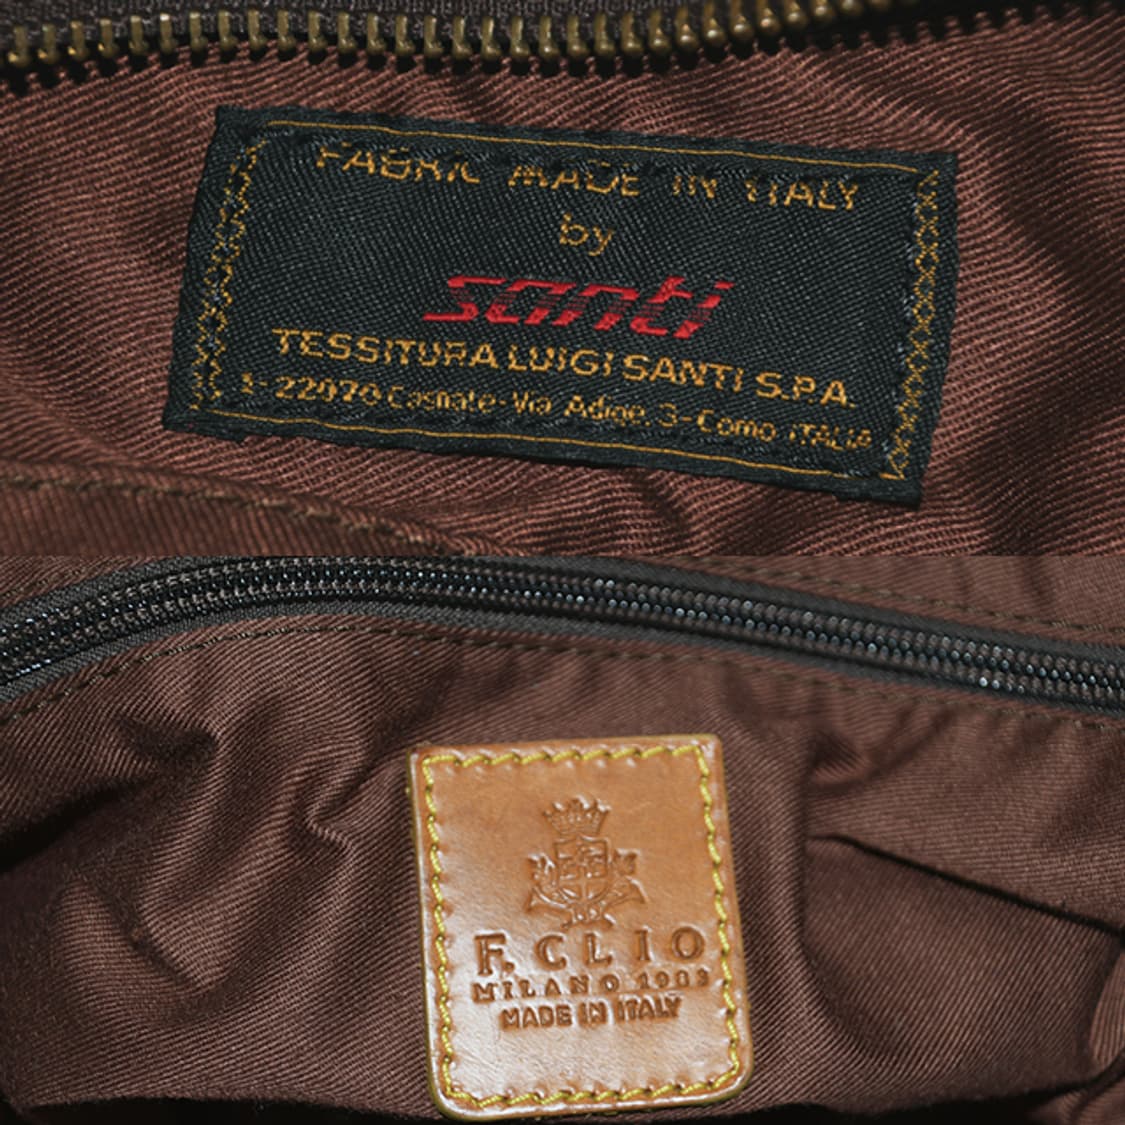 FABRIC MADE IN ITALY
by
santi
TESSITURA LUIGI SANTI S.P.A.
I-22070 Casnate-Via Adige, 3-Como ITALIA
F. CLIO
MILANO
MADE IN ITALY